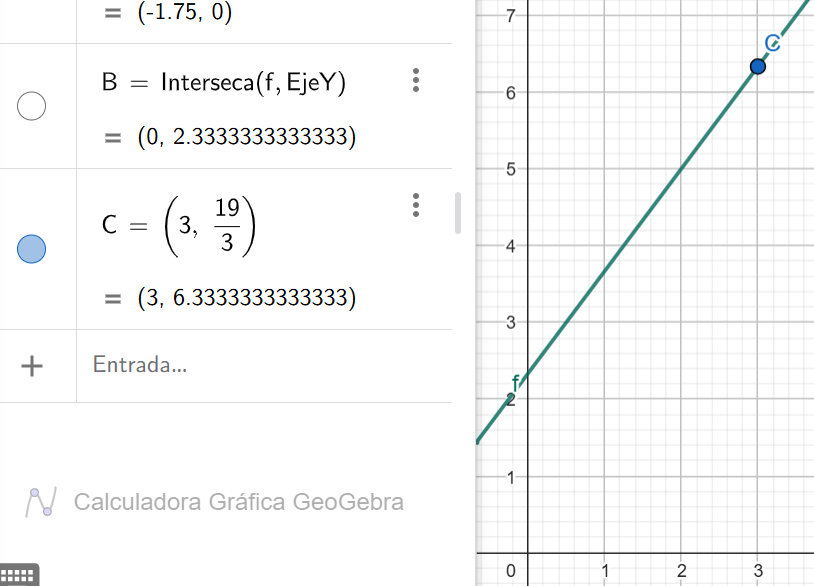 = (-1.75, 0)
B = Interseca(f, EjeY)
= (0, 2.3333333333333)
C = (3, 19/3)
= (3, 6.3333333333333)
+ Entrada...
Calculadora Gráfica GeoGebra
7
C
6
5
4
3
f
2
1
0 1 2 3